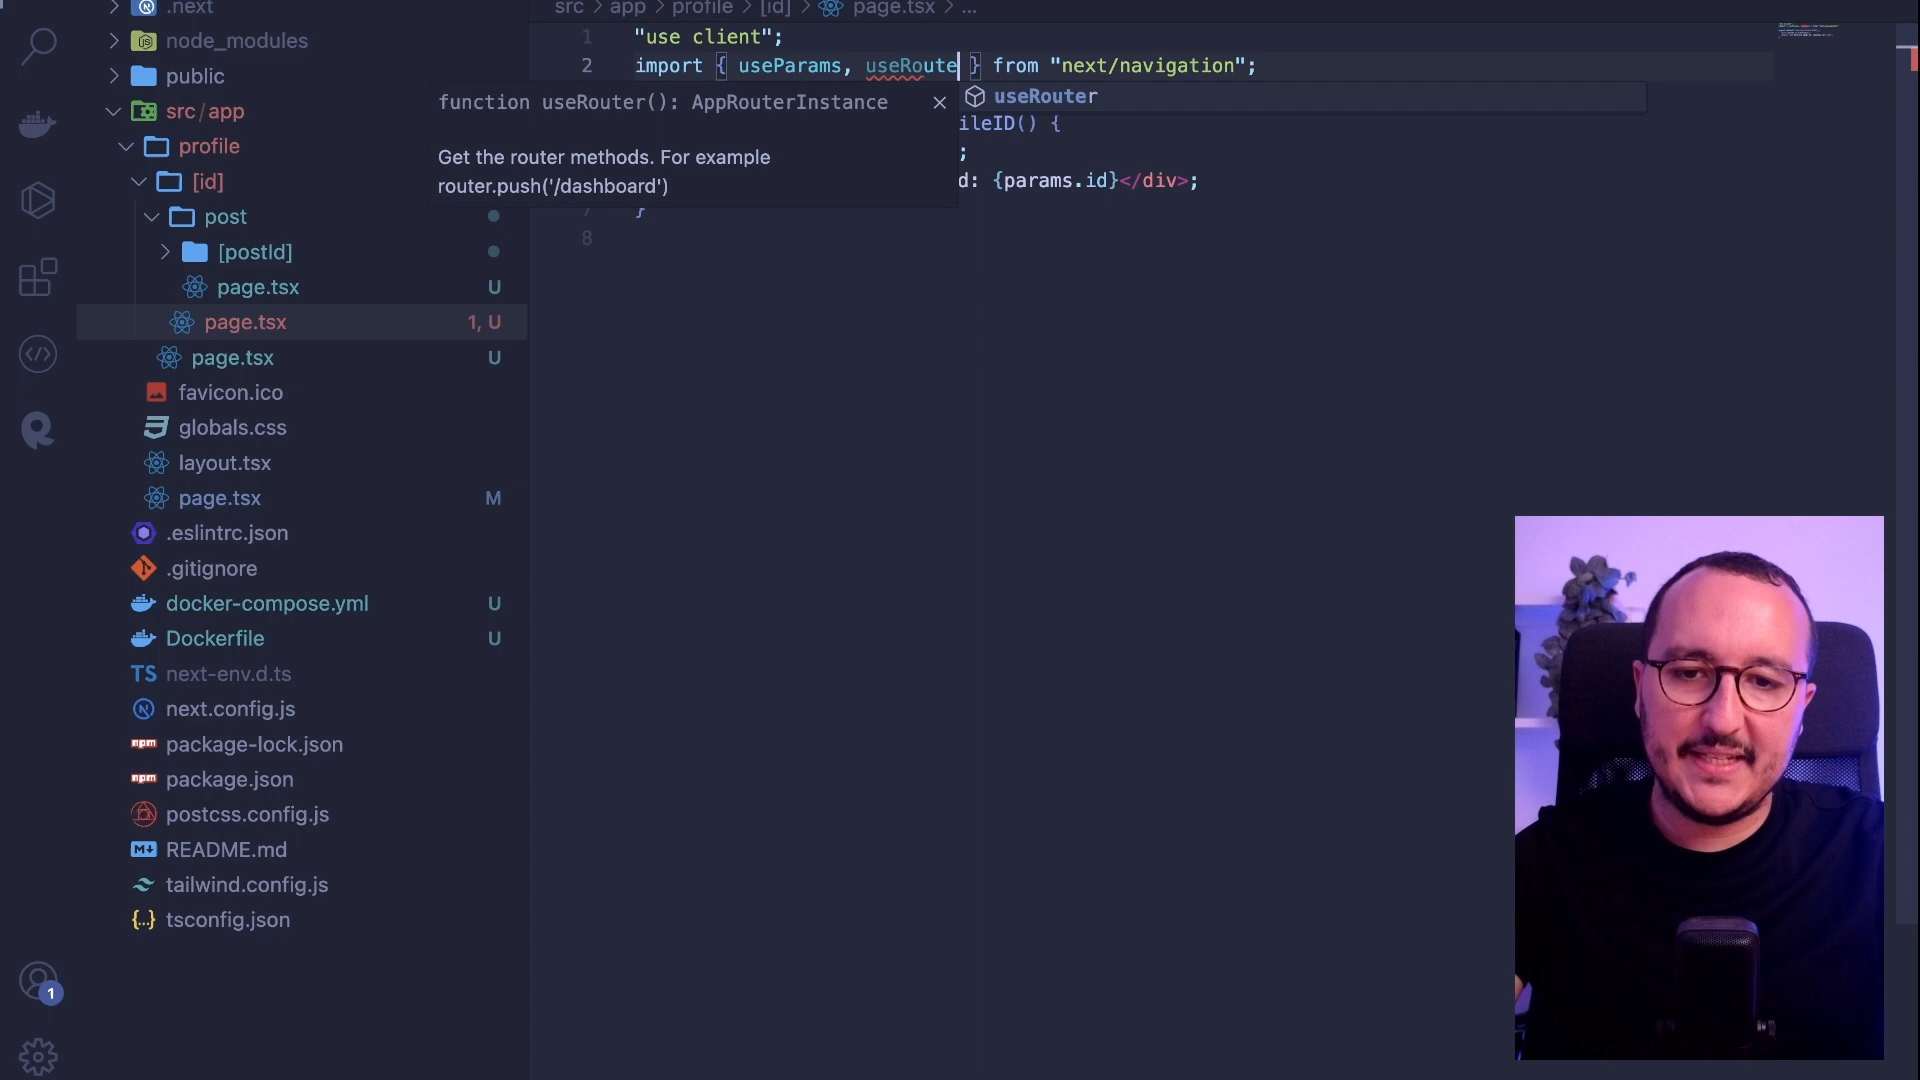 .next
node_modules
public
src/app
profile
[id]
post
[postId]
page.tsx U
page.tsx 1, U
page.tsx U
favicon.ico
globals.css
layout.tsx
page.tsx M
.eslintrc.json
.gitignore
docker-compose.yml U
Dockerfile U
TS next-env.d.ts
next.config.js
npm package-lock.json
npm package.json
postcss.config.js
M README.md
tailwind.config.js
{...} tsconfig.json
1
src > app > profile > [id] > page.tsx > ...
1 "use client";
2 import { useParams, useRoute } from "next/navigation";
useRouter
function useRouter(): AppRouterInstance
Get the router methods. For example
router.push('/dashboard')
ileID() {
;
d: {params.id}</div>;
7 }
8